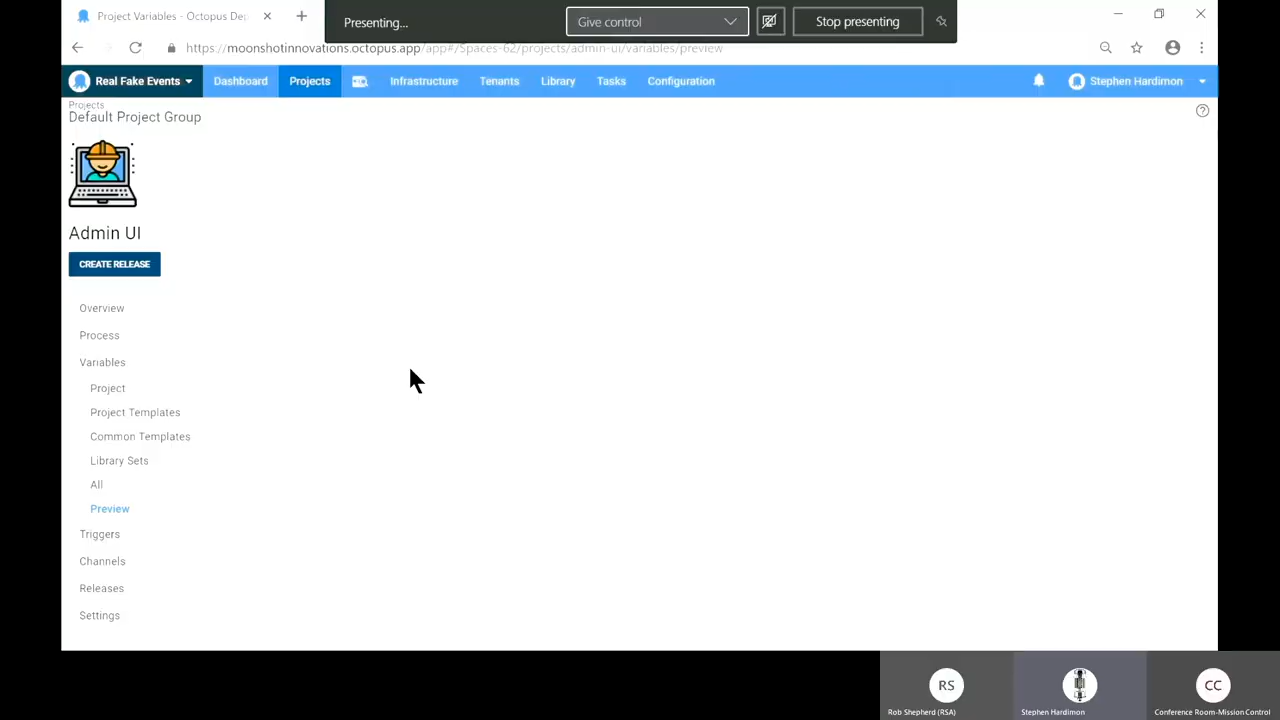 Project Variables - Octopus Dep
Presenting...
Give control
Stop presenting
https://moonshotinnovations.octopus.app/app#/Spaces-62/projects/admin-ui/variables/preview
Real Fake Events
Dashboard
Projects
Infrastructure
Tenants
Library
Tasks
Configuration
Stephen Hardimon
Projects
Default Project Group
Admin UI
CREATE RELEASE
Overview
Process
Variables
Project
Project Templates
Common Templates
Library Sets
All
Preview
Triggers
Channels
Releases
Settings
RS
CC
Rob Shepherd (RSA)
Stephen Hardimon
Conference Room-Mission Control